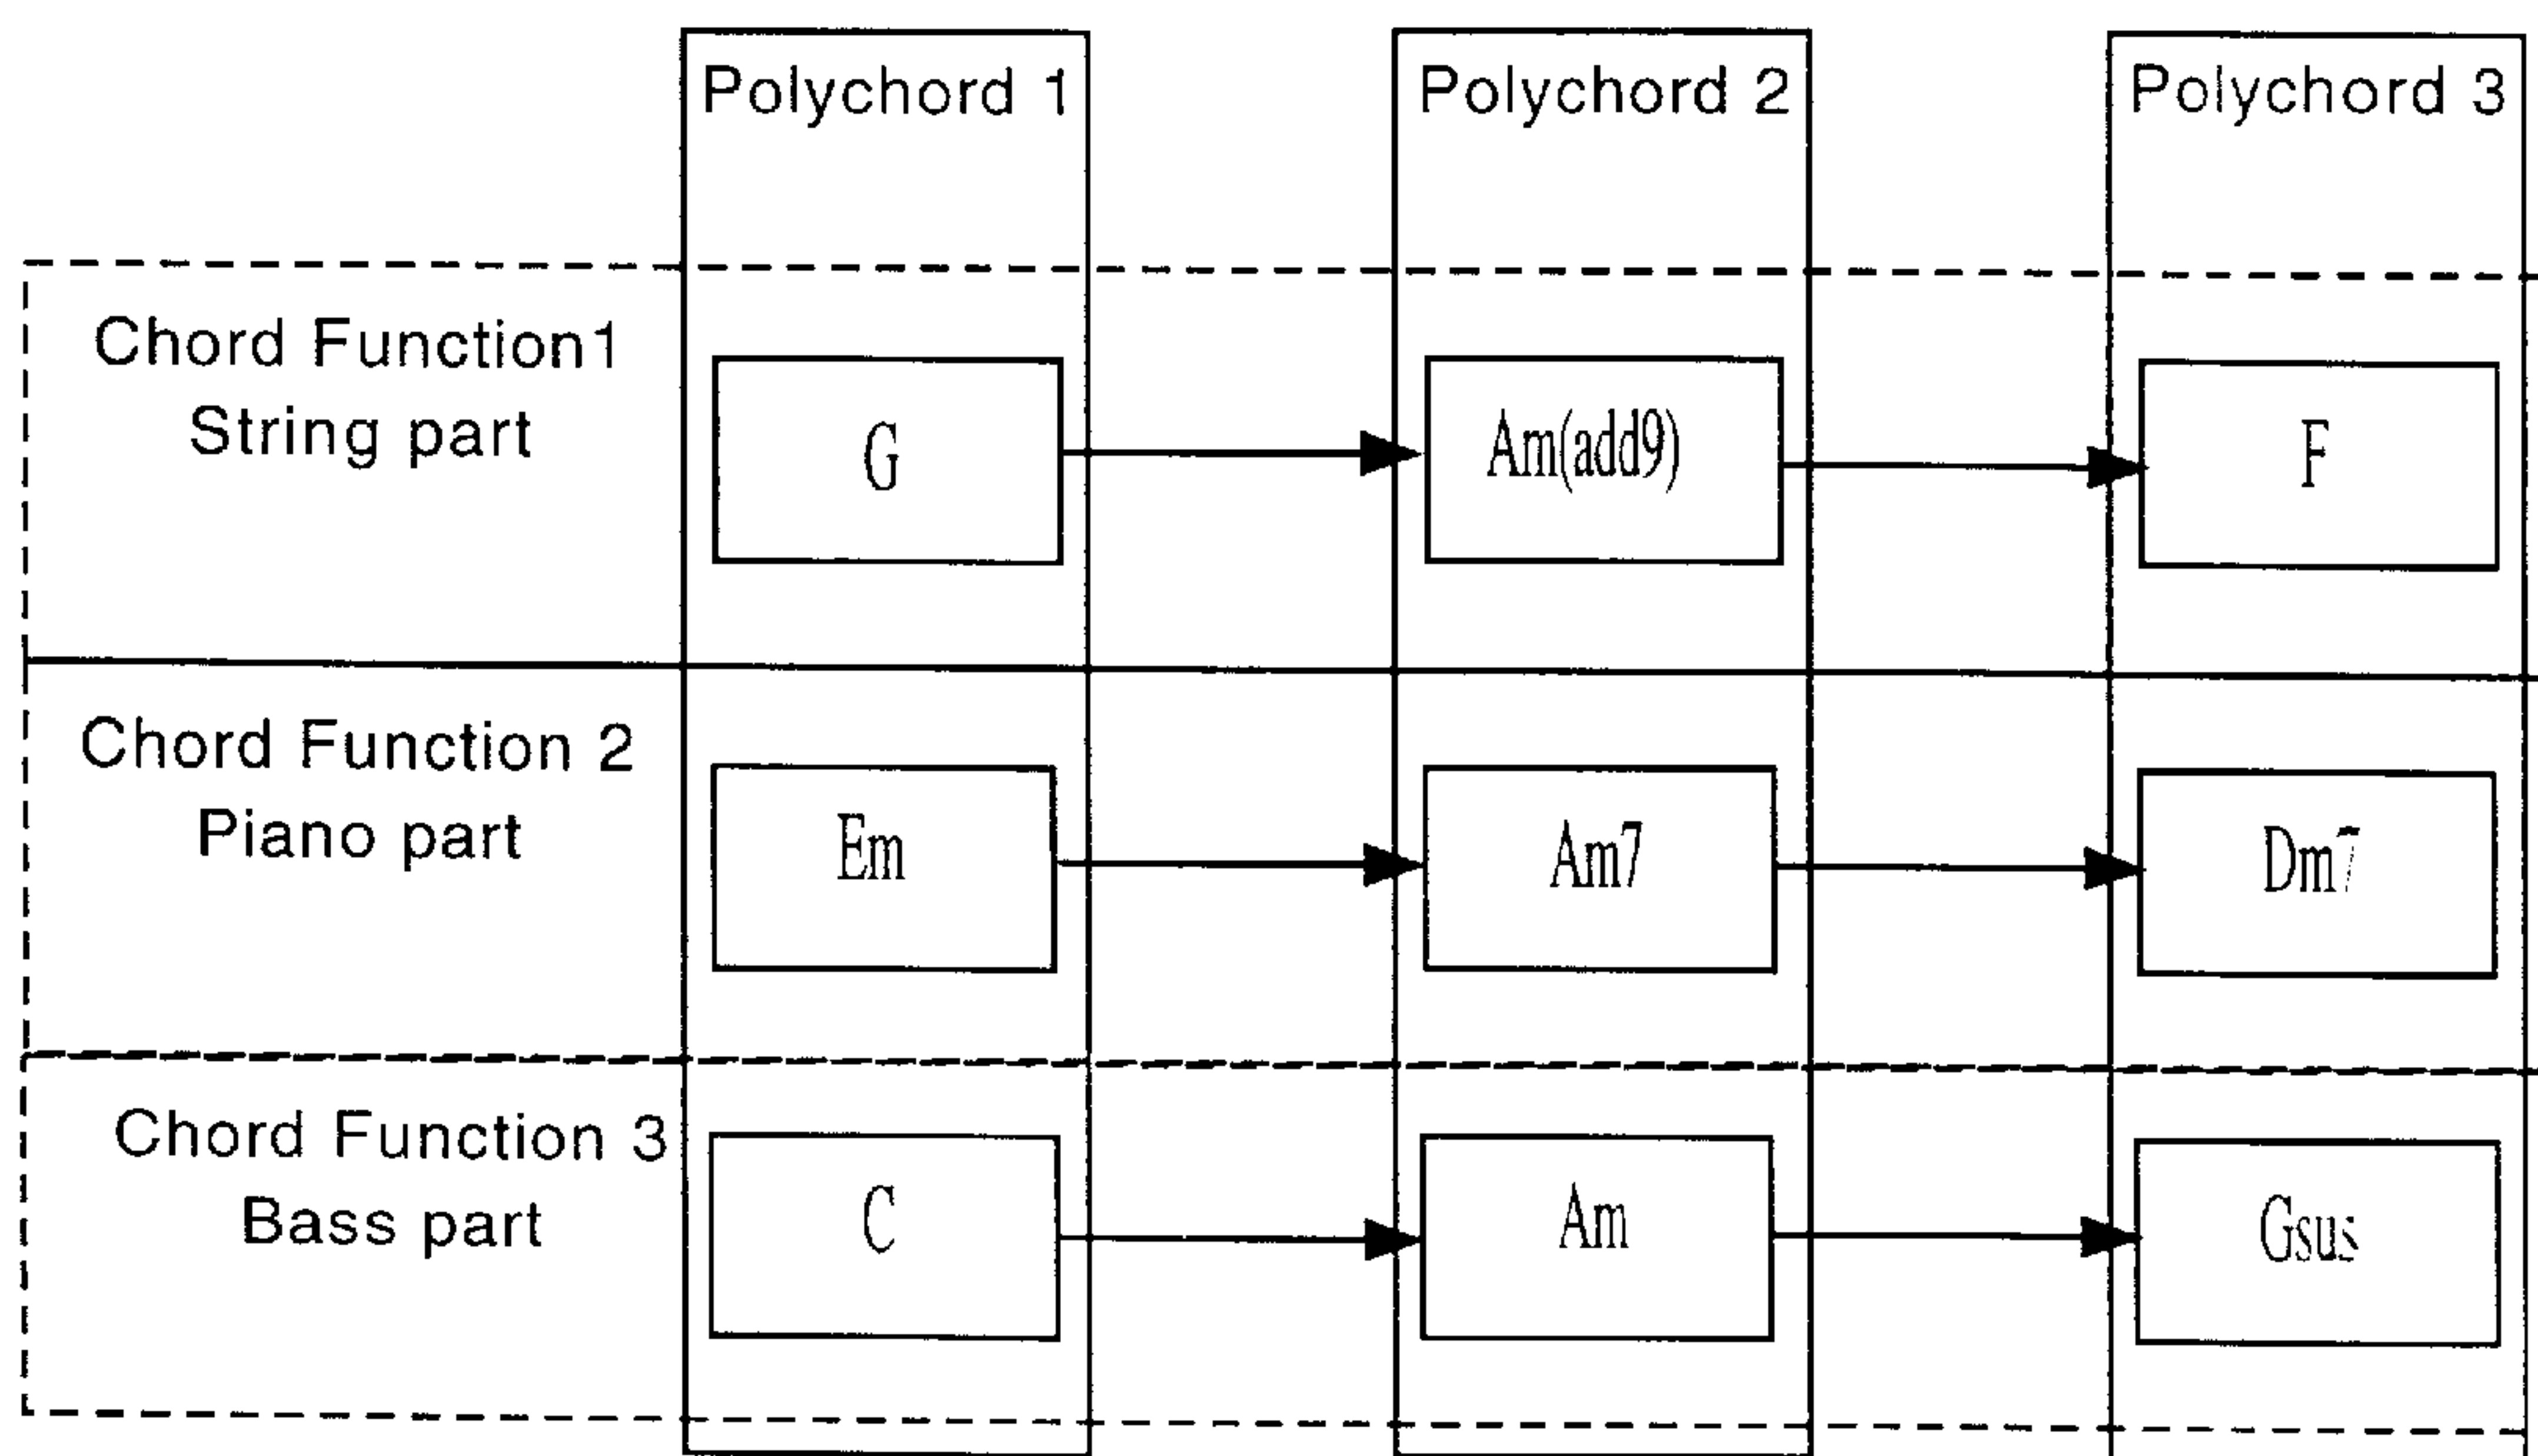 Polychord 1
Polychord 2
Polychord 3
Chord Function1
String part
G
Am(add9)
F
Chord Function 2
Piano part
Em
Am7
Dm7
Chord Function 3
Bass part
C
Am
Gsus